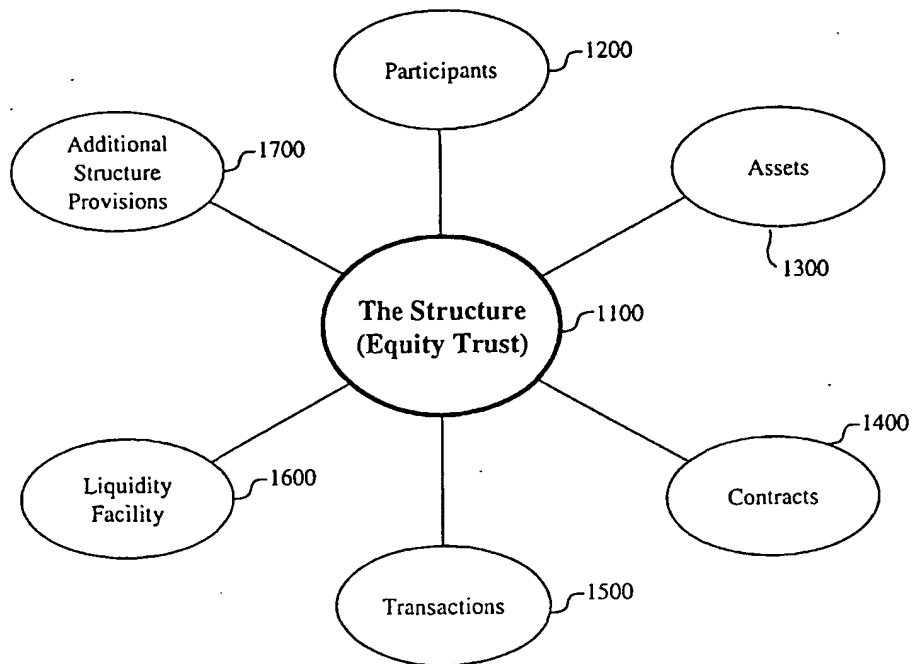 Participants
1200
Additional
Structure
Provisions
1700
Assets
1300
The Structure
(Equity Trust)
1100
1400
Contracts
Liquidity
Facility
1600
Transactions
1500